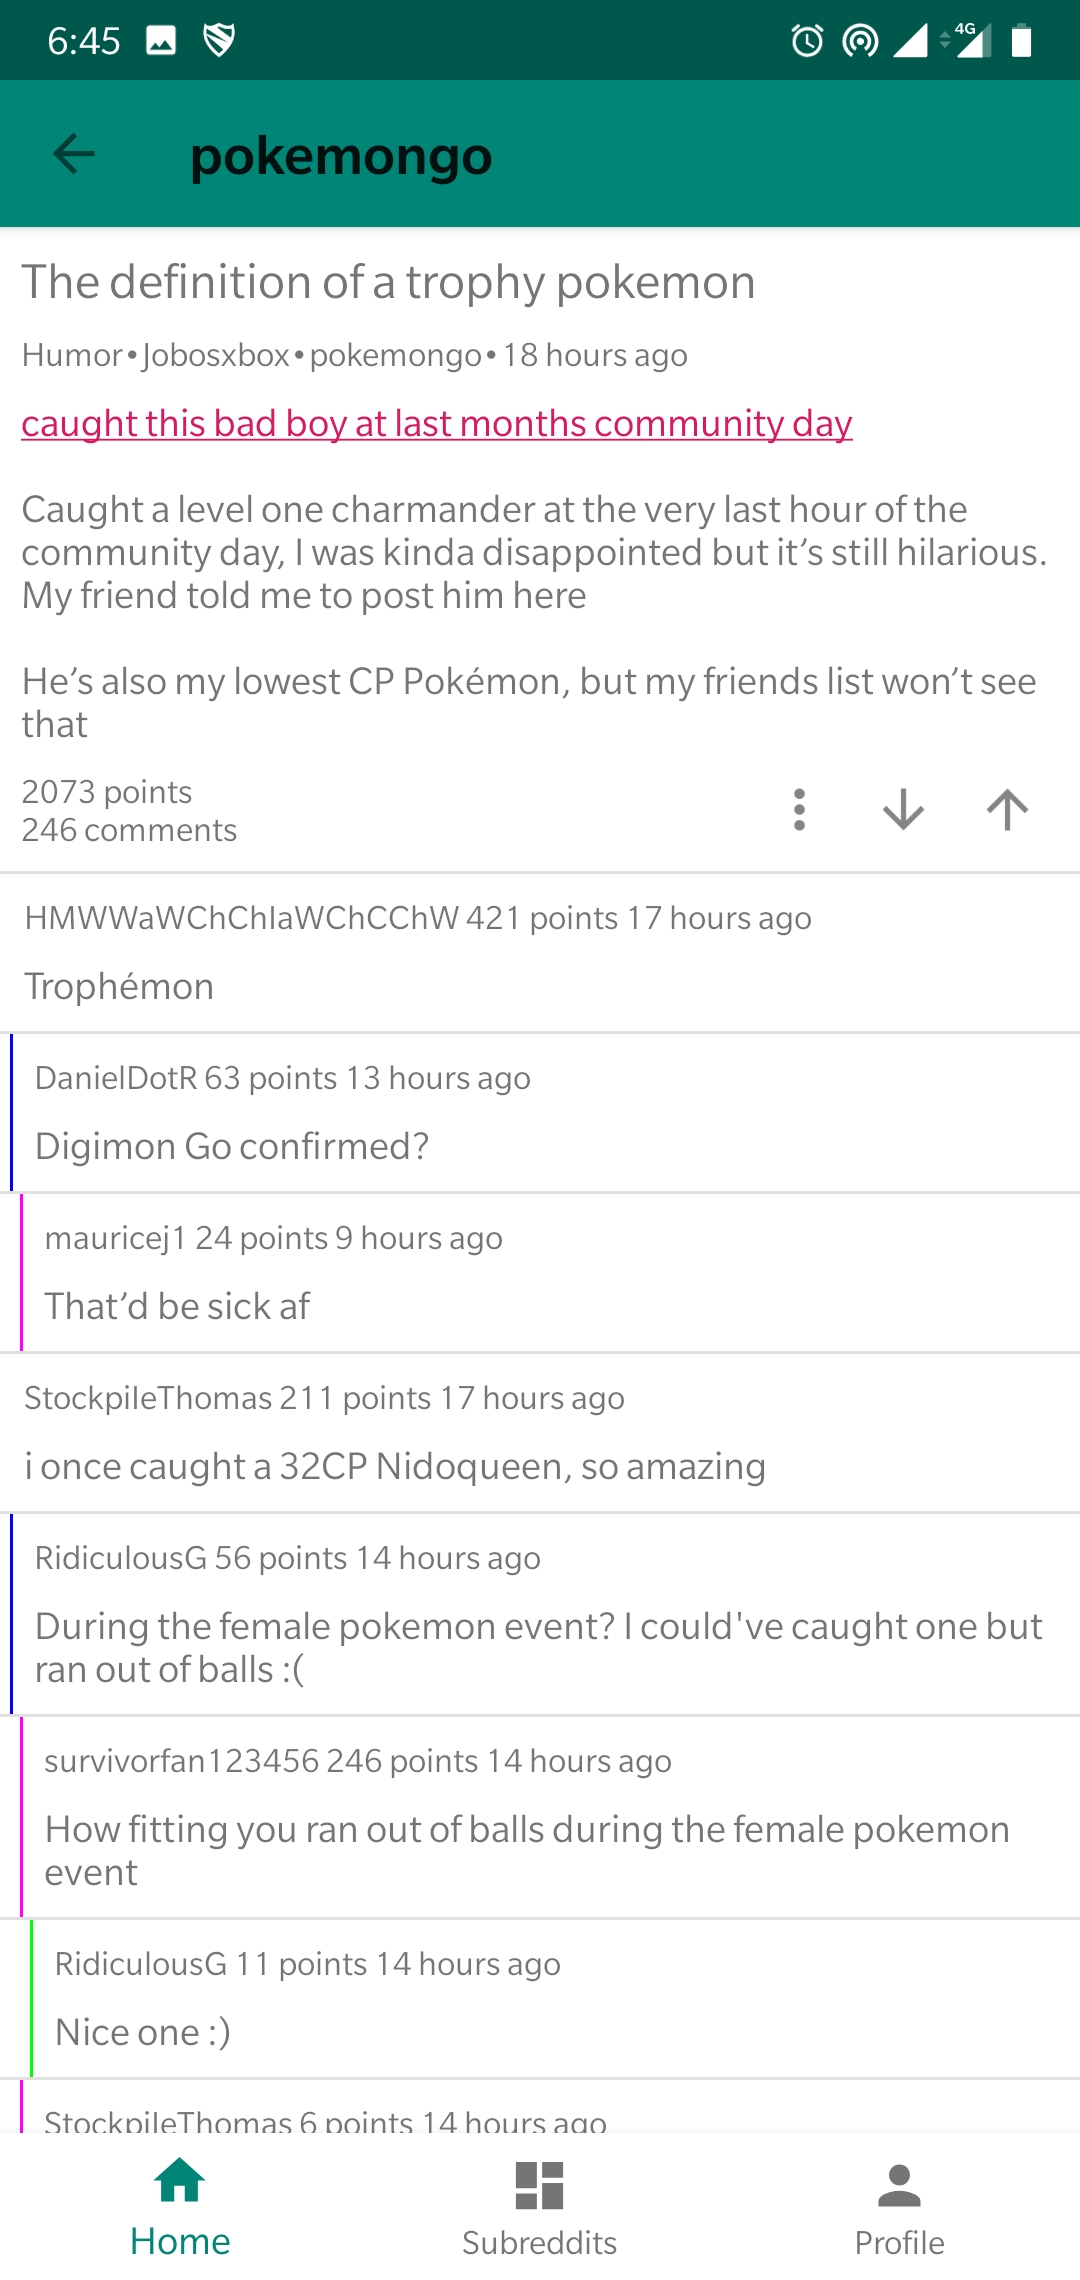 6:45
4G
pokemongo
The definition of a trophy pokemon
Humor•Jobosxbox•pokemongo•18 hours ago
caught this bad boy at last months community day
Caught a level one charmander at the very last hour of the
community day, I was kinda disappointed but it’s still hilarious.
My friend told me to post him here
He’s also my lowest CP Pokémon, but my friends list won’t see
that
2073 points
246 comments
HMWWaWChChIaWChCChW 421 points 17 hours ago
Trophémon
DanielDotR 63 points 13 hours ago
Digimon Go confirmed?
mauricej1 24 points 9 hours ago
That’d be sick af
StockpileThomas 211 points 17 hours ago
i once caught a 32CP Nidoqueen, so amazing
RidiculousG 56 points 14 hours ago
During the female pokemon event? I could've caught one but
ran out of balls :(
survivorfan123456 246 points 14 hours ago
How fitting you ran out of balls during the female pokemon
event
RidiculousG 11 points 14 hours ago
Nice one :)
StockpileThomas 6 points 14 hours ago
Home
Subreddits
Profile